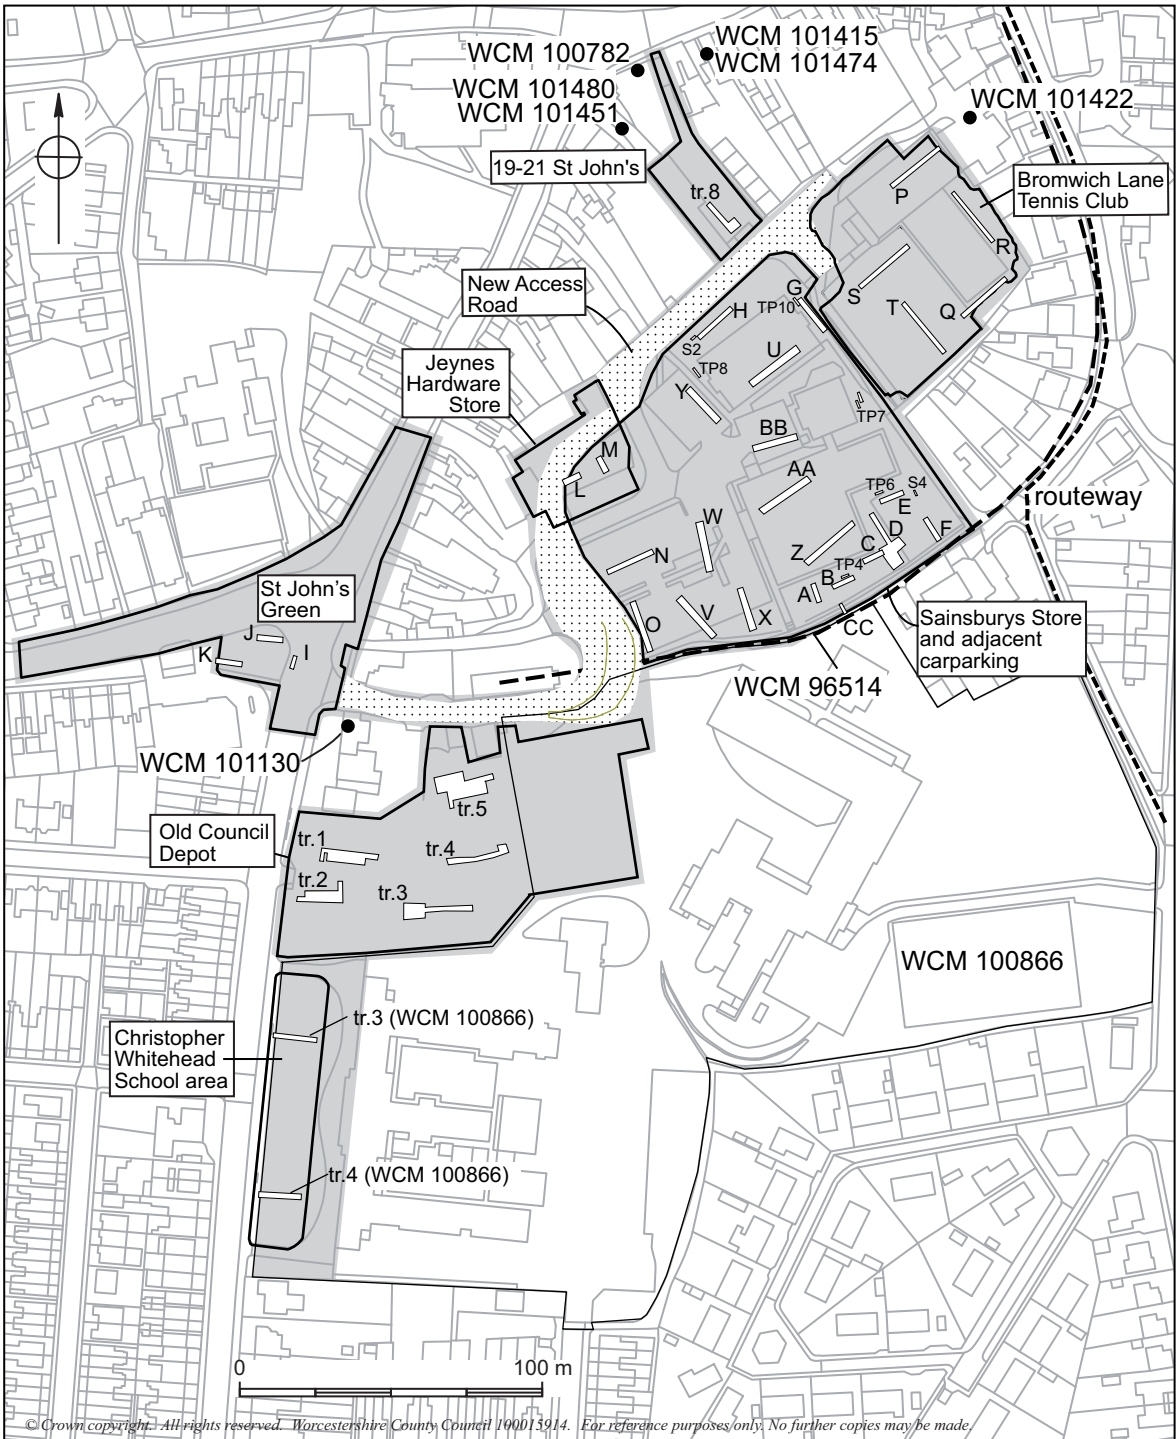 WCM 100782
WCM 101415
WCM 101474
WCM 101480
WCM 101451
WCM 101422
19-21 St John's
tr.8
Bromwich Lane
Tennis Club
P
R
S
T
Q
New Access
Road
G
TP10
H
S2
TP8
U
Y
Jeynes
Hardware
Store
TP7
BB
M
L
AA
TP6
S4
E
routeway
W
D
F
N
Z
C
TP4
B
A
St John's
Green
O
V
X
CC
Sainsburys Store
and adjacent
carparking
J
K
I
WCM 96514
WCM 101130
tr.5
Old Council
Depot
tr.1
tr.4
tr.2
tr.3
WCM 100866
tr.3 (WCM 100866)
Christopher
Whitehead
School area
tr.4 (WCM 100866)
0
100 m
© Crown copyright. All rights reserved. Worcestershire County Council 100015914. For reference purposes only. No further copies may be made.